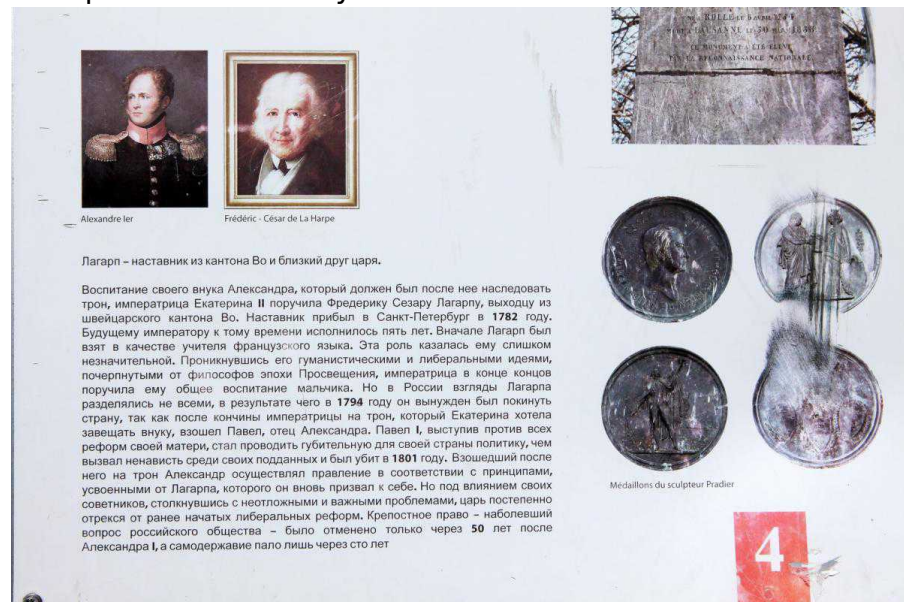 NÉ A ROLLE LE 6 AVRIL
MORT A LAUSANNE LE 30
CE MONUMENT A ÉTÉ ÉLEVÉ
PAR LA RECONNAISSANCE NATIONALE
Alexandre Ier
Frédéric - César de La Harpe
Лагарп – наставник из кантона Во и близкий друг царя.
Воспитание своего внука Александра, который должен был после нее наследовать
трон, императрица Екатерина II поручила Фредерику Сезару Лагарпу, выходцу из
швейцарского кантона Во. Наставник прибыл в Санкт-Петербург в 1782 году.
Будущему императору к тому времени исполнилось пять лет. Вначале Лагарп был
взят в качестве учителя французского языка. Эта роль казалась ему слишком
незначительной. Проникнувшись его гуманистическими и либеральными идеями,
почерпнутыми от философов эпохи Просвещения, императрица в конце концов
поручила ему общее воспитание мальчика. Но в России взгляды Лагарпа
разделялись не всеми, в результате чего в 1794 году он вынужден был покинуть
страну, так как после кончины императрицы на трон, который Екатерина хотела
завещать внуку, взошел Павел, отец Александра. Павел I, выступив против всех
реформ своей матери, стал проводить губительную для своей страны политику, чем
вызвал ненависть среди своих подданных и был убит в 1801 году. Взошедший после
него на трон Александр осуществлял правление в соответствии с принципами,
усвоенными от Лагарпа, которого он вновь призвал к себе. Но под влиянием своих
советников, столкнувшись с неотложными и важными проблемами, царь постепенно
отрекся от ранее начатых либеральных реформ. Крепостное право – наболевший
вопрос российского общества – было отменено только через 50 лет после
Александра I, а самодержавие пало лишь через сто лет
Médaillons du sculpteur Pradier
4